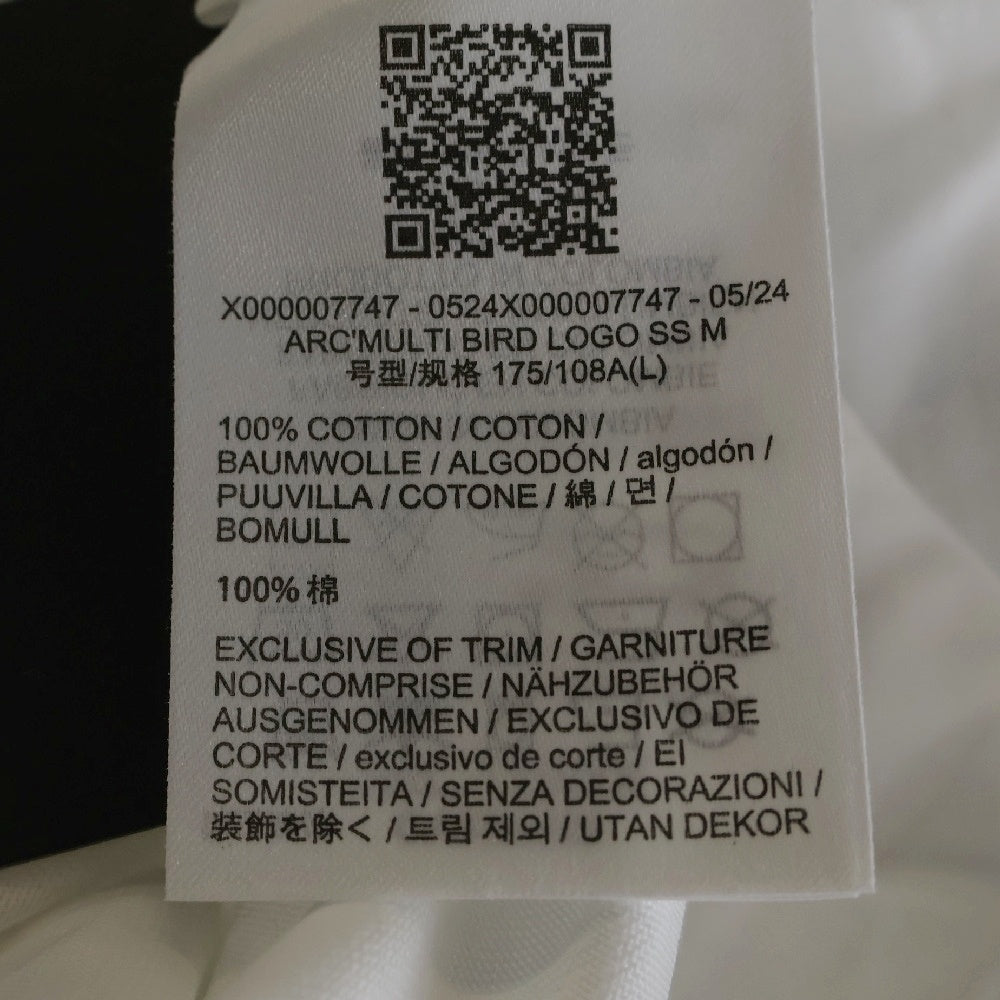 X000007747 - 0524X000007747 - 05/24
ARC'MULTI BIRD LOGO SS M
号型/规格 175/108A(L)
100% COTTON / COTON /
BAUMWOLLE / ALGODÓN / algodón /
PUUVILLA / COTONE / 綿 / 면 /
BOMULL
100% 棉
EXCLUSIVE OF TRIM / GARNITURE
NON-COMPRISE / NÄHZUBEHÖR
AUSGENOMMEN / EXCLUSIVO DE
CORTE / exclusivo de corte / EI
SOMISTEITA / SENZA DECORAZIONI /
装飾を除く / 트림 제외 / UTAN DEKOR